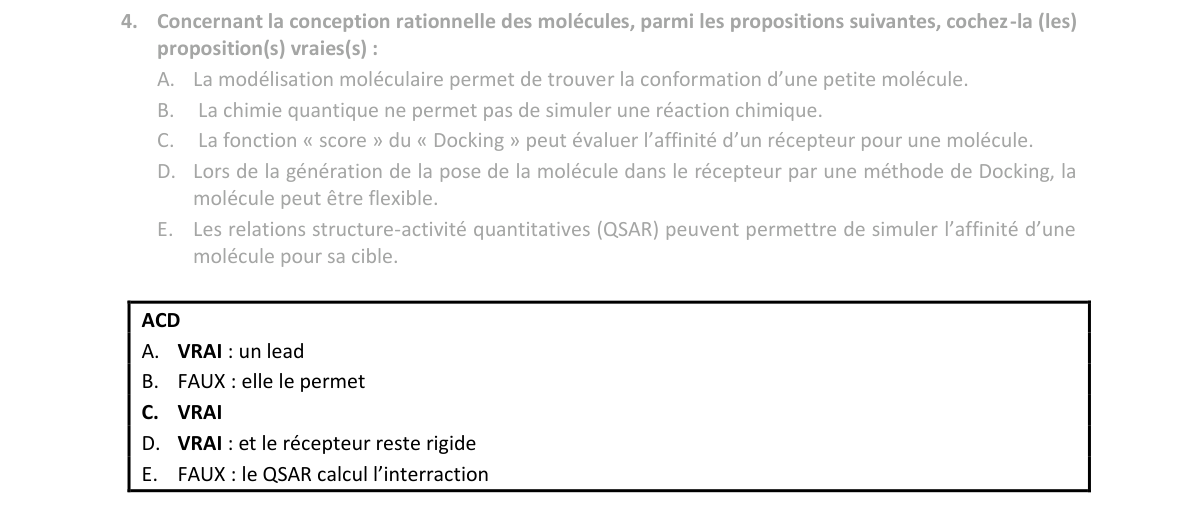 4. Concernant la conception rationnelle des molécules, parmi les propositions suivantes, cochez-la (les)
proposition(s) vraies(s) :
A. La modélisation moléculaire permet de trouver la conformation d’une petite molécule.
B. La chimie quantique ne permet pas de simuler une réaction chimique.
C. La fonction « score » du « Docking » peut évaluer l’affinité d’un récepteur pour une molécule.
D. Lors de la génération de la pose de la molécule dans le récepteur par une méthode de Docking, la
molécule peut être flexible.
E. Les relations structure-activité quantitatives (QSAR) peuvent permettre de simuler l’affinité d’une
molécule pour sa cible.
ACD
A. VRAI : un lead
B. FAUX : elle le permet
C. VRAI
D. VRAI : et le récepteur reste rigide
E. FAUX : le QSAR calcul l’interraction